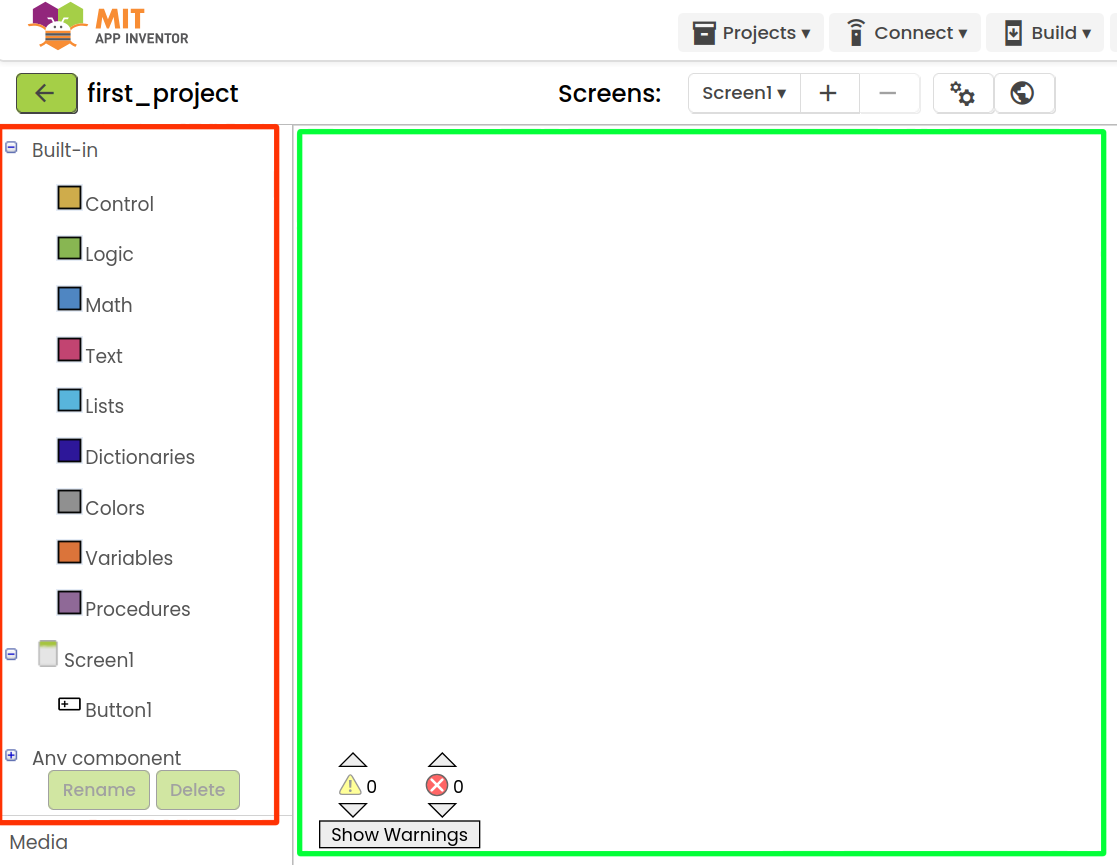 MIT
APP INVENTOR
Projects ▾
Connect ▾
Build ▾
first_project
Screens:
Screen1 ▾
Built-in
Control
Logic
Math
Text
Lists
Dictionaries
Colors
Variables
Procedures
Screen1
Button1
Any component
Rename
Delete
Media
0
0
Show Warnings